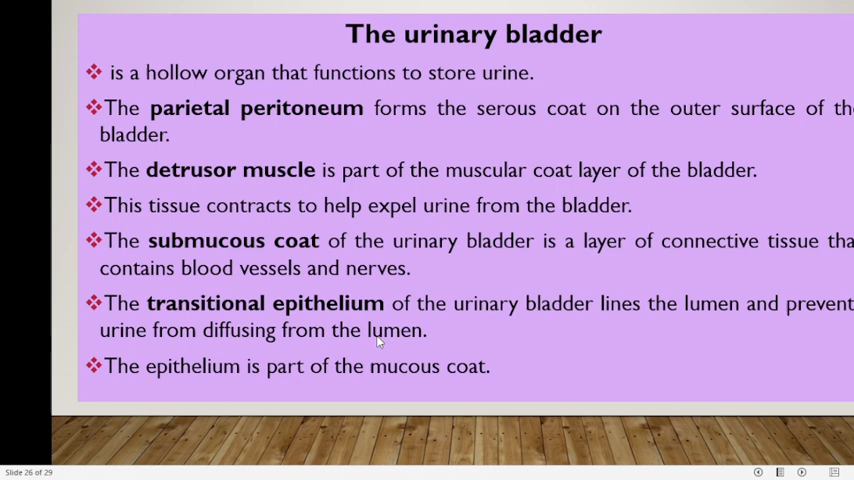 The urinary bladder
❖ is a hollow organ that functions to store urine.
❖The parietal peritoneum forms the serous coat on the outer surface of th
bladder.
❖The detrusor muscle is part of the muscular coat layer of the bladder.
❖This tissue contracts to help expel urine from the bladder.
❖The submucous coat of the urinary bladder is a layer of connective tissue tha
contains blood vessels and nerves.
❖The transitional epithelium of the urinary bladder lines the lumen and prevent
urine from diffusing from the lumen.
❖The epithelium is part of the mucous coat.
Slide 26 of 29